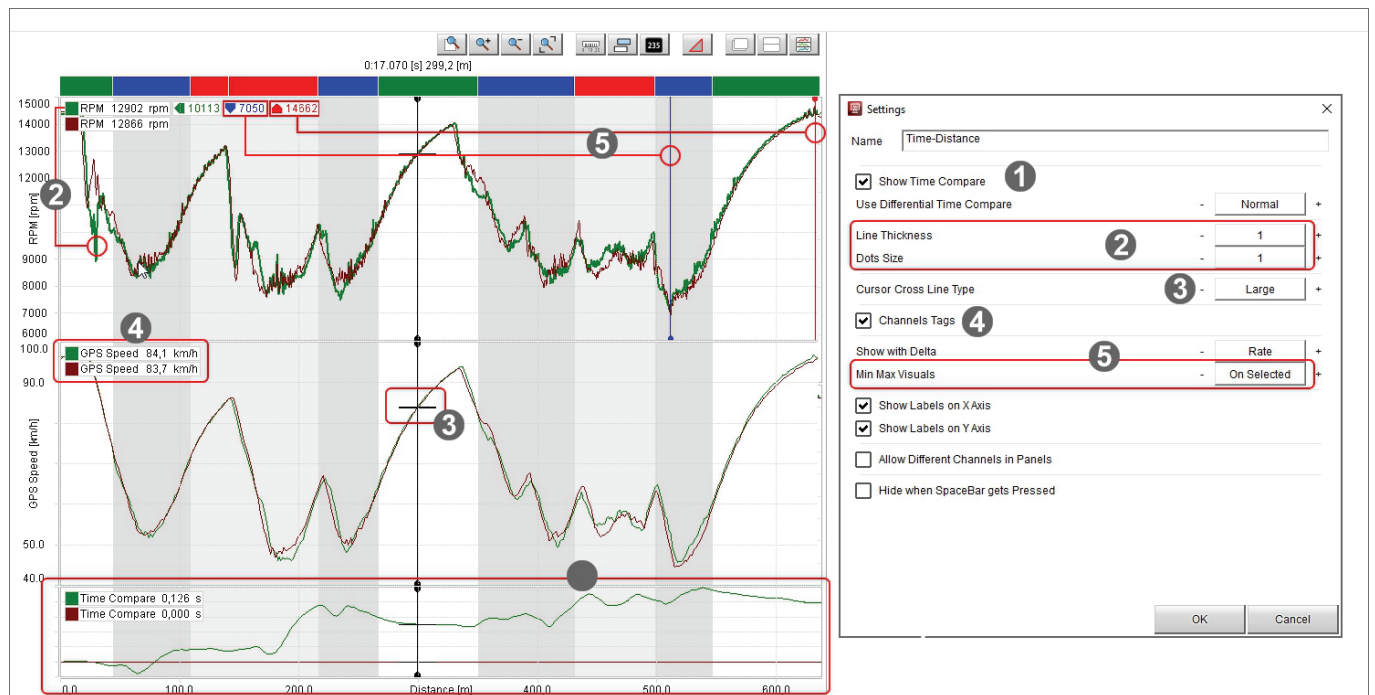 235
0:17.070 [s] 299,2 [m]
15000
14000
13000
12000
9000
8000
7000
6000
RPM [rpm]
RPM 12902 rpm 10113 7050 14662
RPM 12866 rpm
5
2
4
100.0
90.0
50.0
40.0
GPS Speed [km/h]
GPS Speed 84,1 km/h
GPS Speed 83,7 km/h
3
Time Compare 0,126 s
Time Compare 0,000 s
0.0 100.0 200.0 Distance [m] 400.0 500.0 600.0
Settings
Name Time-Distance
Show Time Compare 1
Use Differential Time Compare - Normal +
Line Thickness - 1 +
2
Dots Size - 1 +
Cursor Cross Line Type 3 - Large +
Channels Tags 4
Show with Delta - Rate +
5
Min Max Visuals - On Selected +
Show Labels on X Axis
Show Labels on Y Axis
Allow Different Channels in Panels
Hide when SpaceBar gets Pressed
OK Cancel